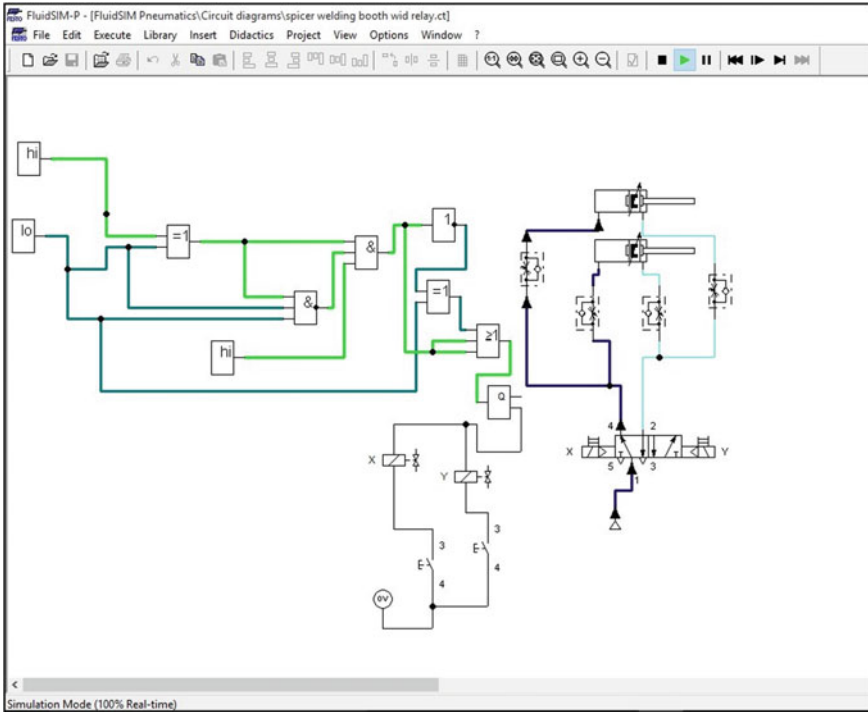 FluidSIM-P - [FluidSIM Pneumatics\Circuit diagrams\spicer welding booth wid relay.ct]
File Edit Execute Library Insert Didactics Project View Options Window ?
hi
lo
=1
&
1
&
=1
hi
≥1
Q
4 2
X Y
5 3
1
X
Y
3
3
4
4
0V
Simulation Mode (100% Real-time)